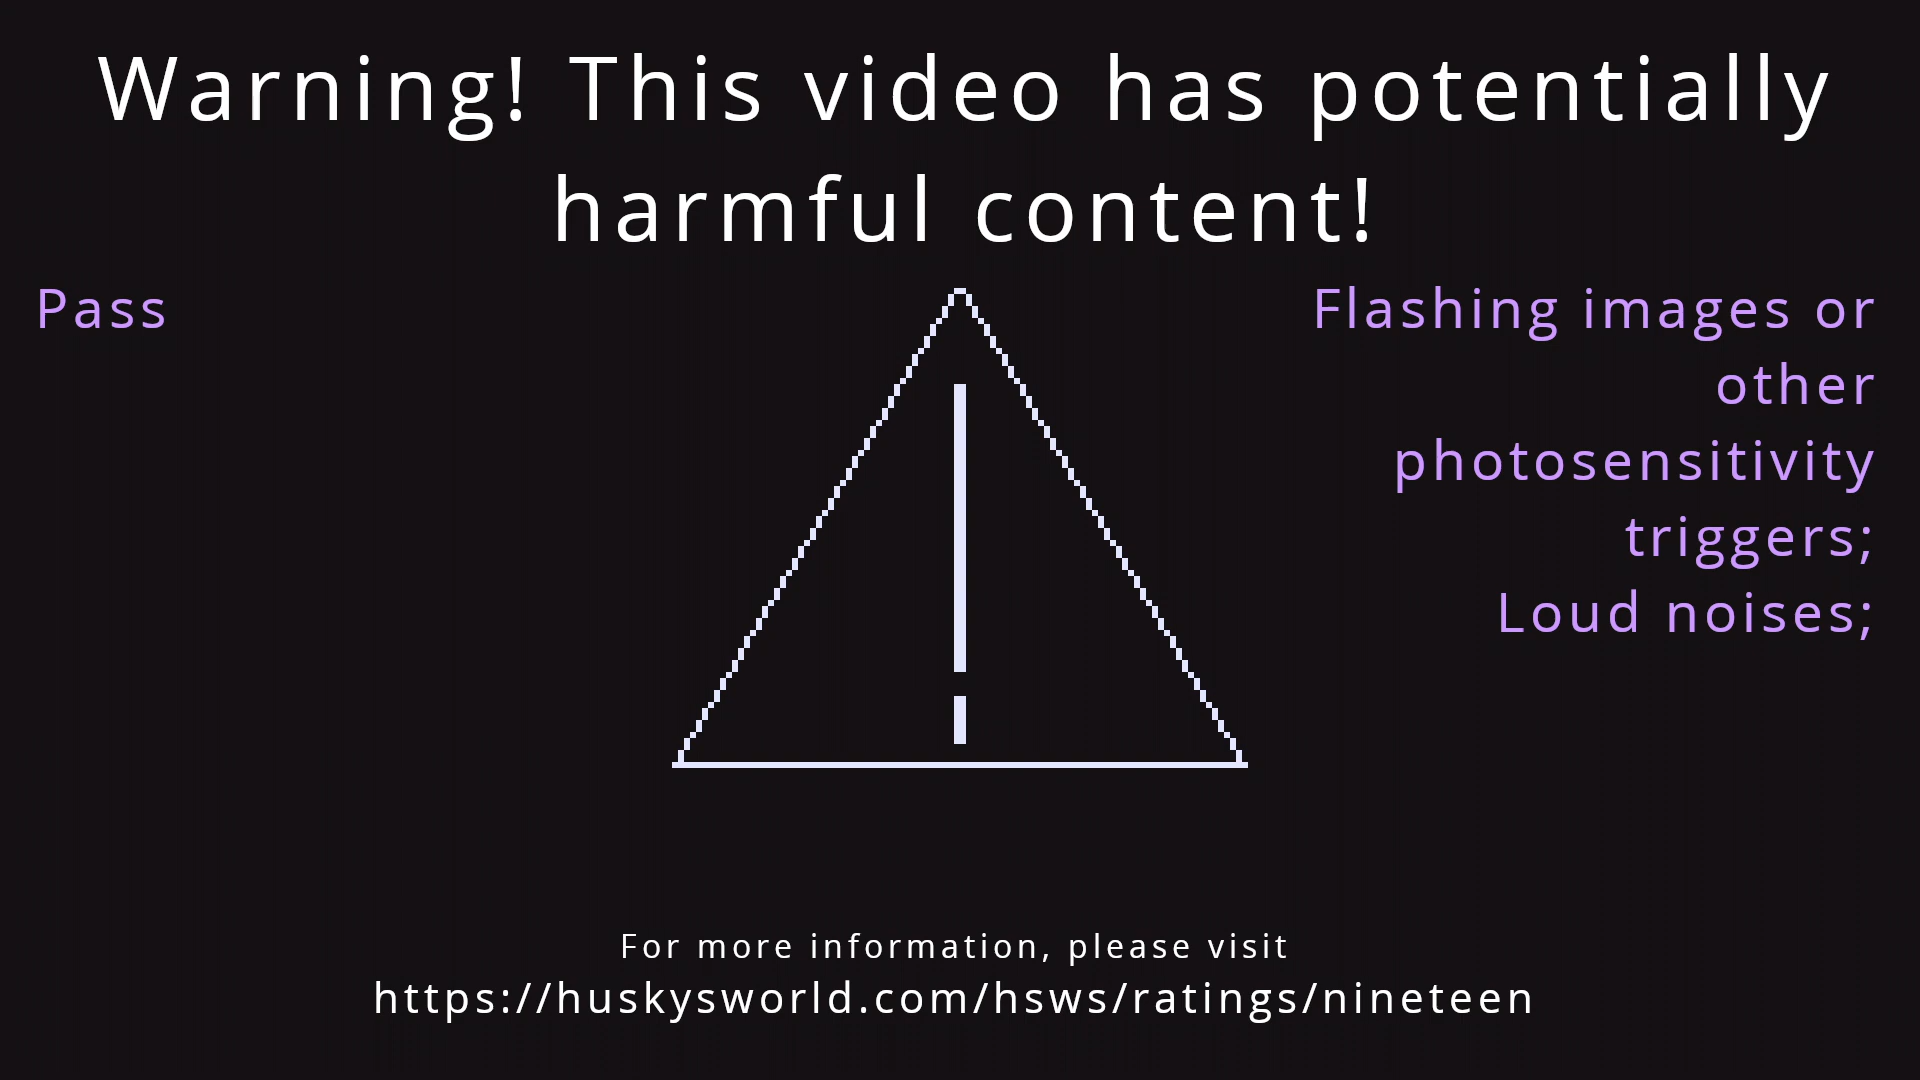 Warning! This video has potentially
harmful content!
Pass
Flashing images or
other
photosensitivity
triggers;
Loud noises;
For more information, please visit
https://huskysworld.com/hsws/ratings/nineteen